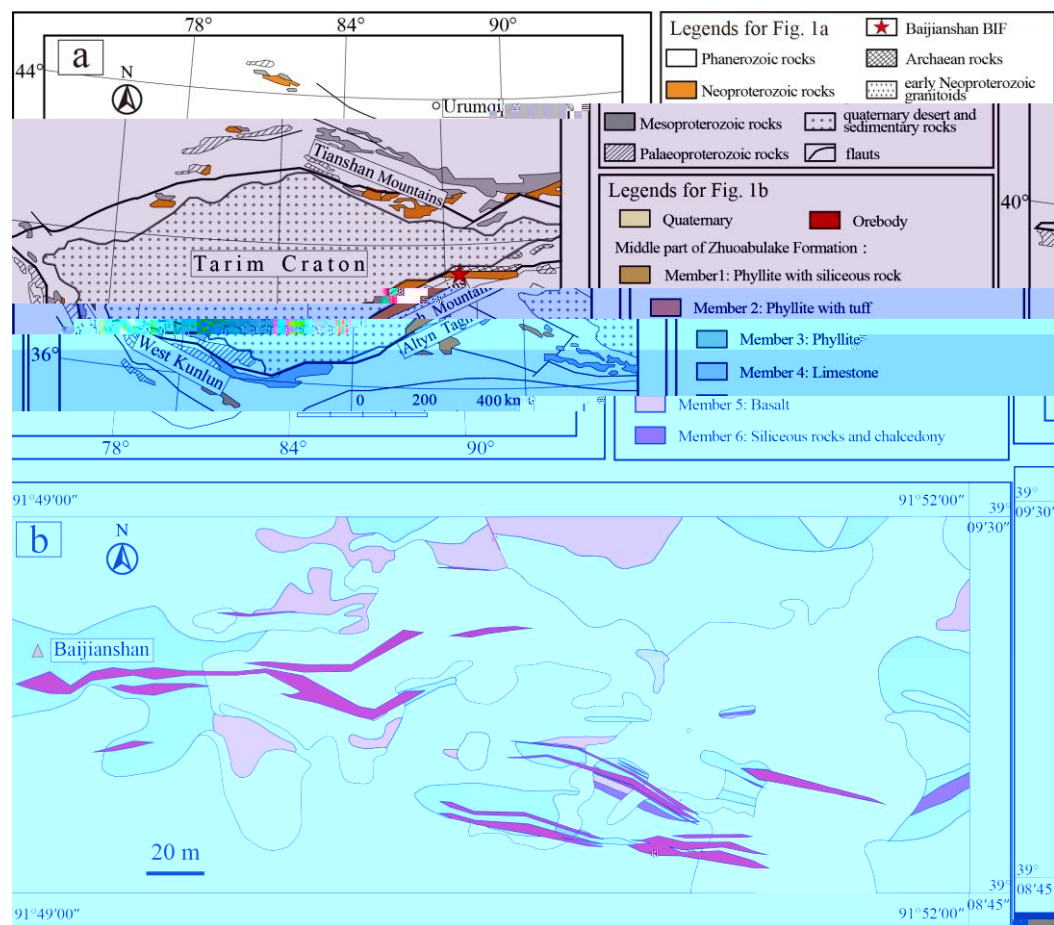 78° 84° 90°
a
N
44°
Urumqi
Tianshan Mountains
Tarim Craton
Altyn Tagh Mountains
West Kunlun
40°
36°
0 200 400 km
78° 84° 90°
Legends for Fig. 1a
Phanerozoic rocks
Neoproterozoic rocks
Mesoproterozoic rocks
Palaeoproterozoic rocks
Baijianshan BIF
Archaean rocks
early Neoproterozoic
granitoids
quaternary desert and
sedimentary rocks
flauts
Legends for Fig. 1b
Quaternary
Orebody
Middle part of Zhuoabulake Formation :
Member1: Phyllite with siliceous rock
Member 2: Phyllite with tuff
Member 3: Phyllite
Member 4: Limestone
Member 5: Basalt
Member 6: Siliceous rocks and chalcedony
91°49′00″ 91°52′00″
39°
09′30″
39°
09′30″
b
N
Baijianshan
20 m
39°
08′45″
39°
08′45
91°49′00″ 91°52′00″